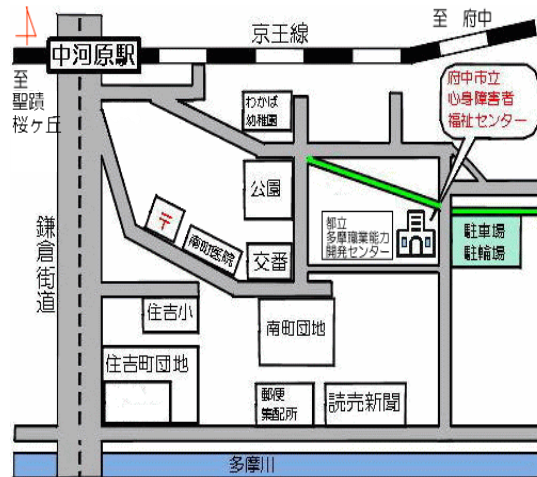 至 府中
京王線
中河原駅
至
聖蹟
桜ヶ丘
府中市立
心身障害者
福祉センター
わかば
幼稚園
公園
〒
南町医院
交番
都立
多摩職業能力
開発センター
駐車場
駐輪場
鎌倉街道
住吉小
南町団地
住吉町団地
郵便
集配所
読売新聞
多摩川